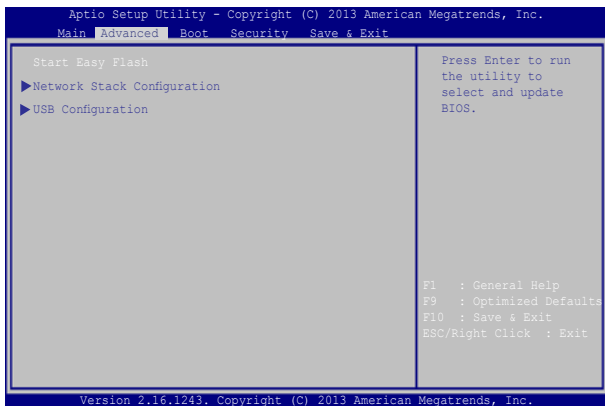 Aptio Setup Utility - Copyright (C) 2013 American Megatrends, Inc.
Main Advanced Boot Security Save & Exit
Start Easy Flash
Network Stack Configuration
USB Configuration
Press Enter to run
the utility to
select and update
BIOS.
F1 : General Help
F9 : Optimized Defaults
F10 : Save & Exit
ESC/Right Click : Exit
Version 2.16.1243. Copyright (C) 2013 American Megatrends, Inc.